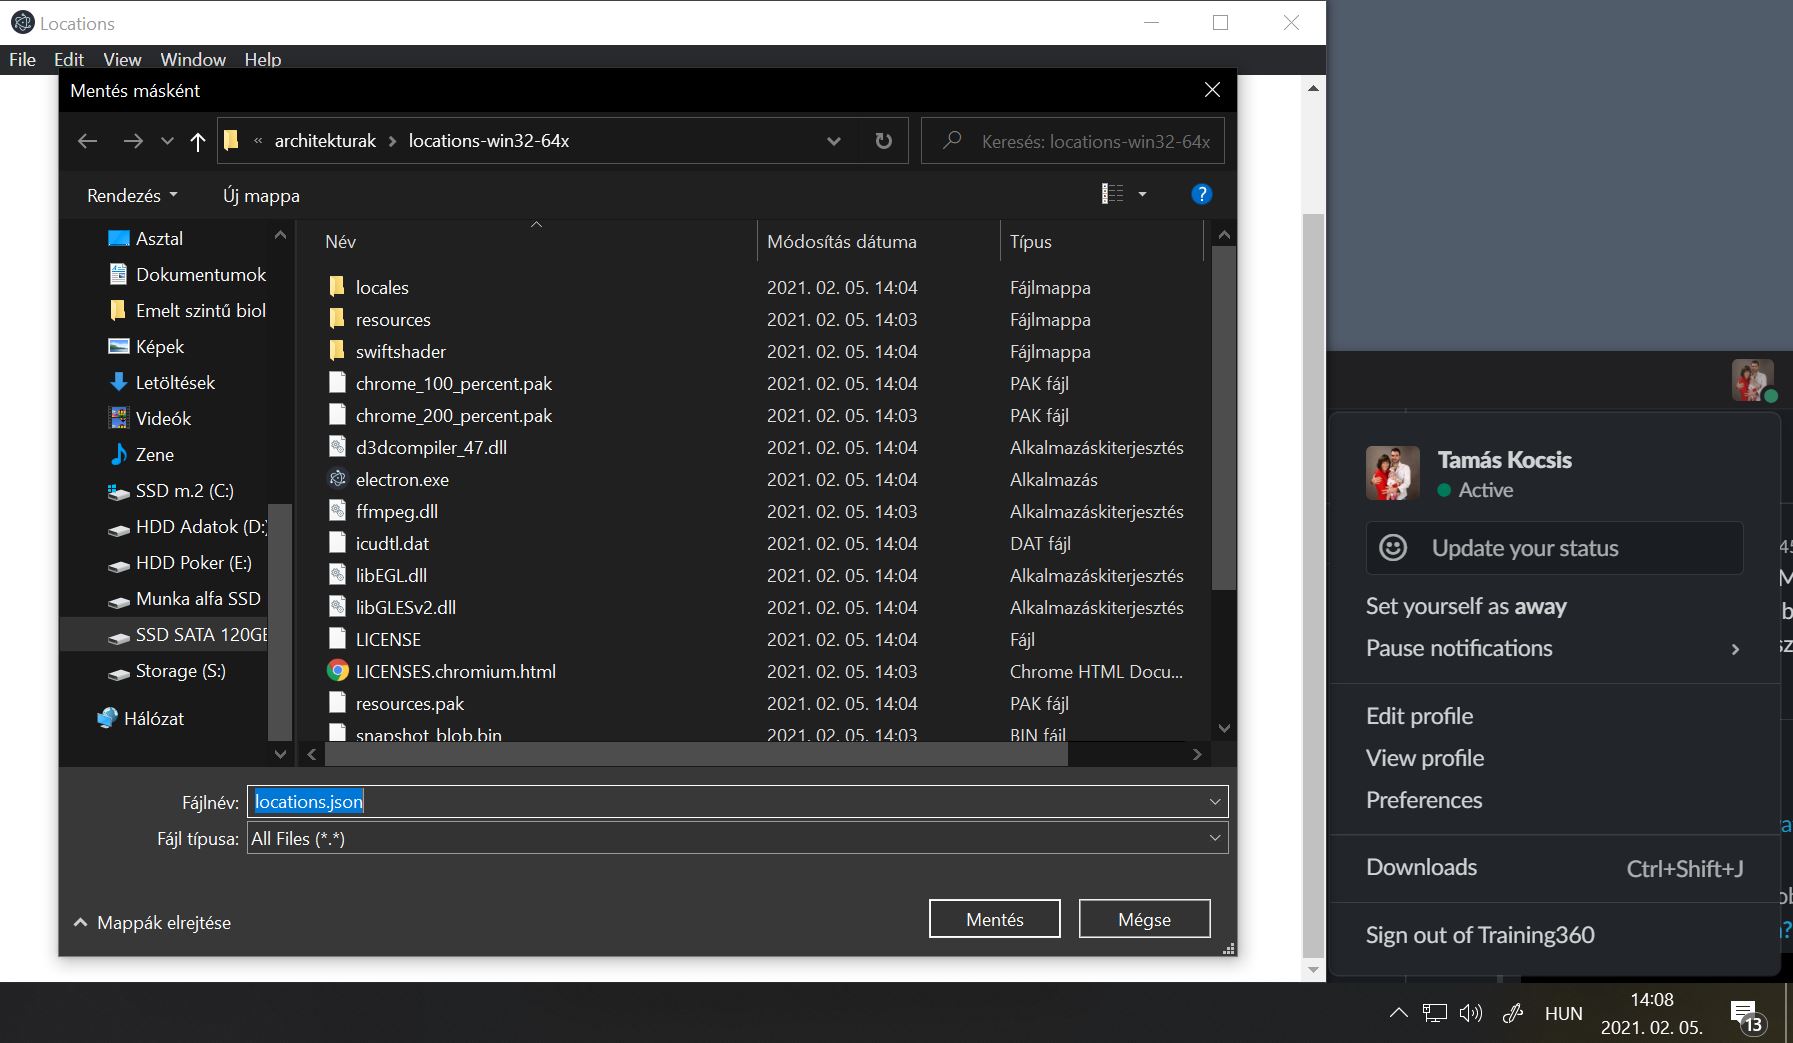 Locations
File Edit View Window Help
Mentés másként
« architekturak > locations-win32-64x
Keresés: locations-win32-64x
Rendezés
Új mappa
?
Asztal
Dokumentumok
Emelt szintű biol
Képek
Letöltések
Videók
Zene
SSD m.2 (C:)
HDD Adatok (D:)
HDD Poker (E:)
Munka alfa SSD
SSD SATA 120GB
Storage (S:)
Hálózat
Név Módosítás dátuma Típus
locales 2021. 02. 05. 14:04 Fájlmappa
resources 2021. 02. 05. 14:03 Fájlmappa
swiftshader 2021. 02. 05. 14:04 Fájlmappa
chrome_100_percent.pak 2021. 02. 05. 14:04 PAK fájl
chrome_200_percent.pak 2021. 02. 05. 14:03 PAK fájl
d3dcompiler_47.dll 2021. 02. 05. 14:04 Alkalmazáskiterjesztés
electron.exe 2021. 02. 05. 14:04 Alkalmazás
ffmpeg.dll 2021. 02. 05. 14:03 Alkalmazáskiterjesztés
icudtl.dat 2021. 02. 05. 14:04 DAT fájl
libEGL.dll 2021. 02. 05. 14:04 Alkalmazáskiterjesztés
libGLESv2.dll 2021. 02. 05. 14:04 Alkalmazáskiterjesztés
LICENSE 2021. 02. 05. 14:04 Fájl
LICENSES.chromium.html 2021. 02. 05. 14:03 Chrome HTML Docu...
resources.pak 2021. 02. 05. 14:04 PAK fájl
snapshot_blob.bin 2021. 02. 05. 14:03 BIN fájl
Fájlnév: locations.json
Fájl típusa: All Files (*.*)
Mappák elrejtése
Mentés
Mégse
Tamás Kocsis
Active
Update your status
Set yourself as away
Pause notifications
Edit profile
View profile
Preferences
Downloads Ctrl+Shift+J
Sign out of Training360
HUN
14:08
2021. 02. 05.
13